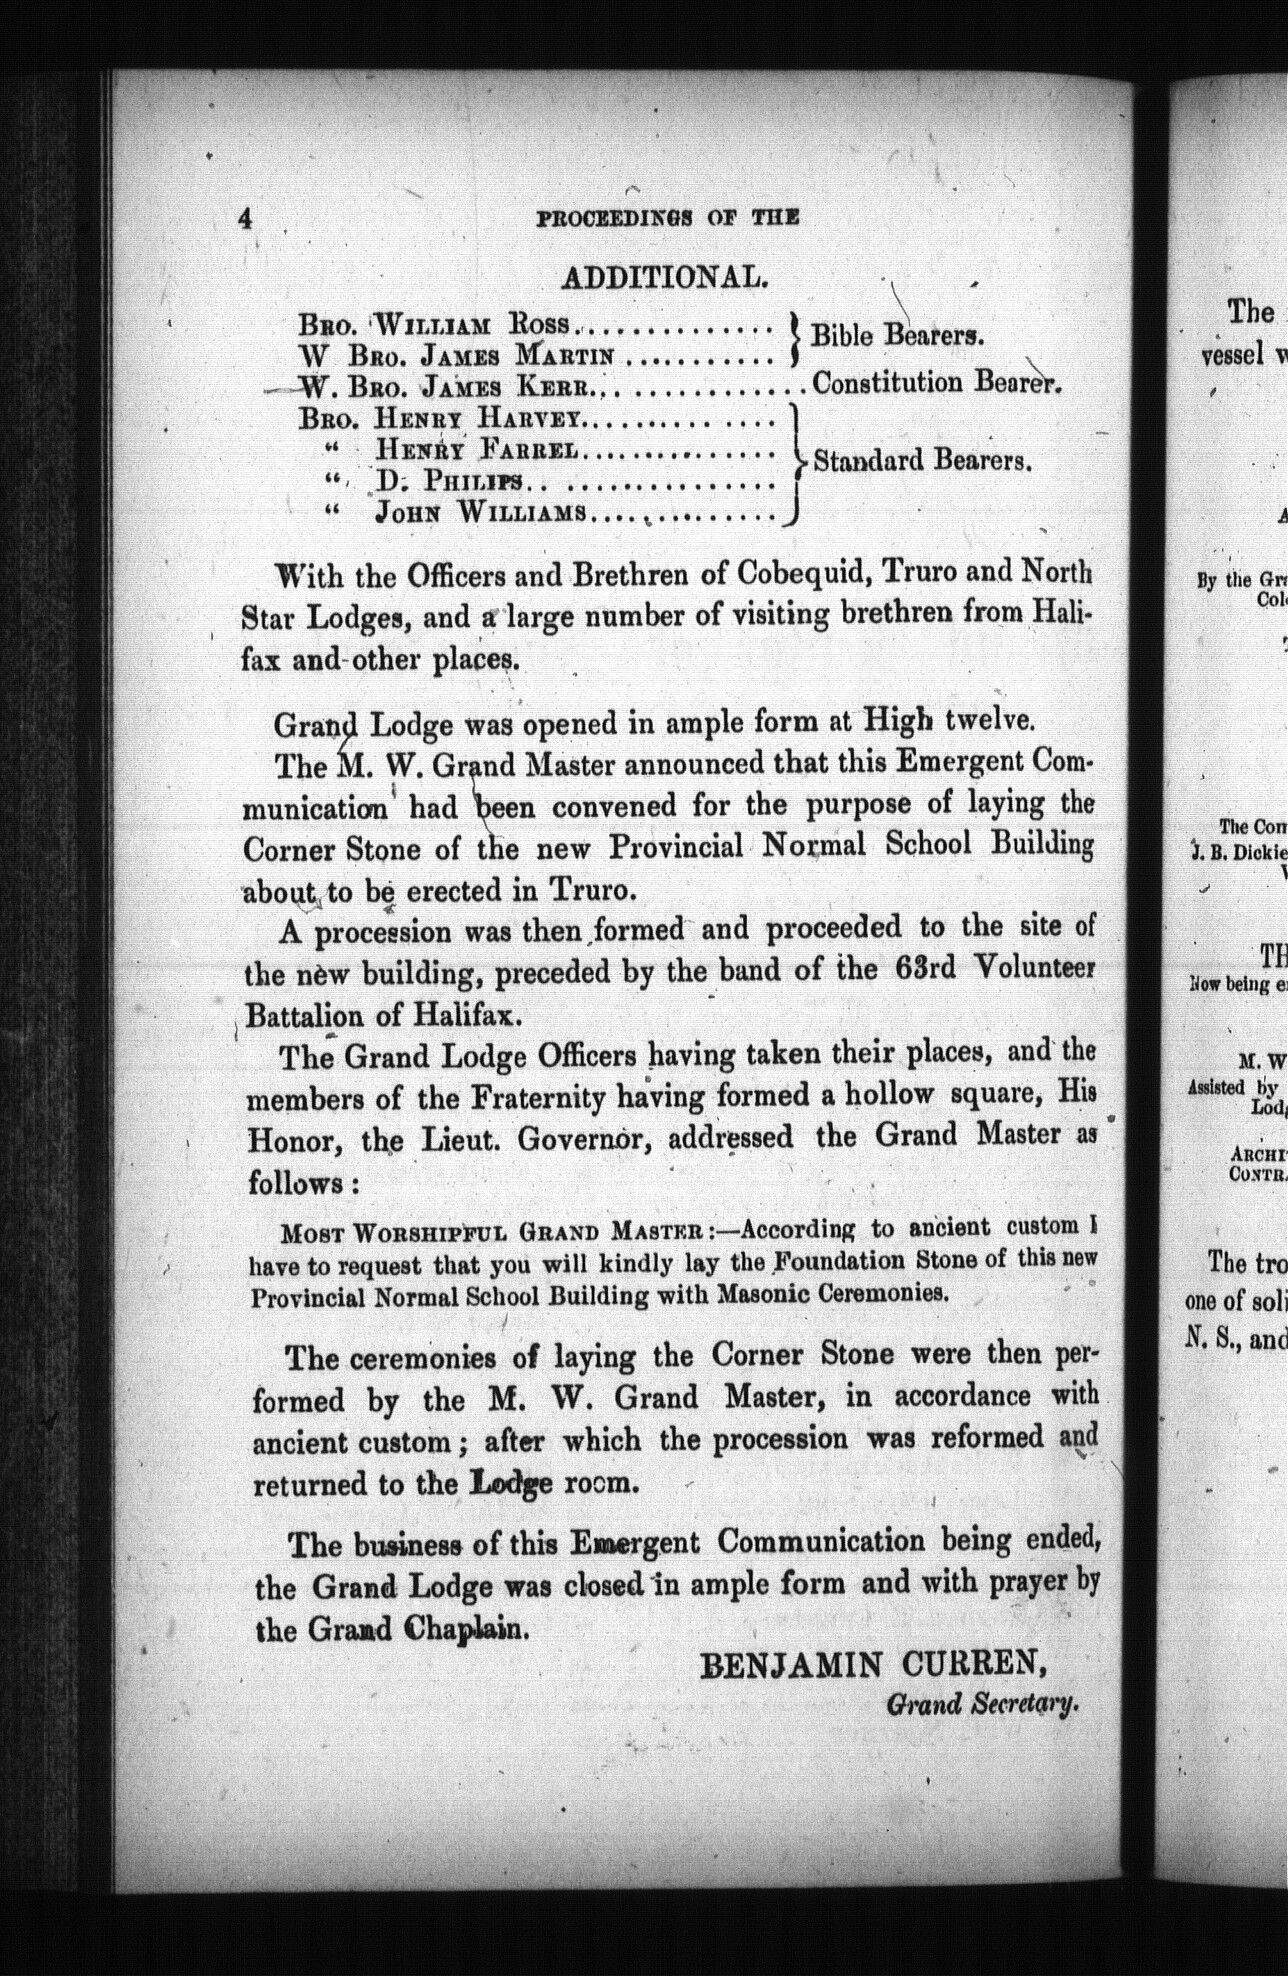 4 PROCEEDINGS OF THE
ADDITIONAL.
BRO. WILLIAM ROSS.............. } Bible Bearers.
W BRO. JAMES MARTIN ...........
W. BRO. JAMES KERR.. .............Constitution Bearer.
BRO. HENRY HARVEY.............. } Standard Bearers.
“ HENRY FARREL...............
“ D. PHILIPS.. ................
“ JOHN WILLIAMS..............
With the Officers and Brethren of Cobequid, Truro and North
Star Lodges, and a large number of visiting brethren from Hali-
fax and other places.
Grand Lodge was opened in ample form at High twelve.
The M. W. Grand Master announced that this Emergent Com-
munication had been convened for the purpose of laying the
Corner Stone of the new Provincial Normal School Building
about to be erected in Truro.
A procession was then formed and proceeded to the site of
the new building, preceded by the band of the 63rd Volunteer
Battalion of Halifax.
The Grand Lodge Officers having taken their places, and the
members of the Fraternity having formed a hollow square, His
Honor, the Lieut. Governor, addressed the Grand Master as
follows :
MOST WORSHIPFUL GRAND MASTER :—According to ancient custom I
have to request that you will kindly lay the Foundation Stone of this new
Provincial Normal School Building with Masonic Ceremonies.
The ceremonies of laying the Corner Stone were then per-
formed by the M. W. Grand Master, in accordance with
ancient custom ; after which the procession was reformed and
returned to the Lodge room.
The business of this Emergent Communication being ended,
the Grand Lodge was closed in ample form and with prayer by
the Grand Chaplain.
BENJAMIN CURREN,
Grand Secretary.
The
vessel
By the
The
J. B. Dickie
Now being
M. W
Assisted by
The
one of
N. S., and